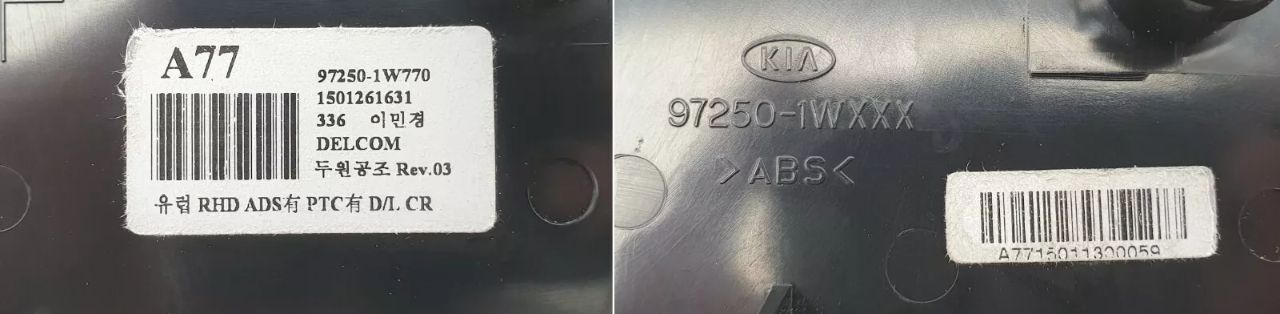 A77
97250-1W770
1501261631
336 이민경
DELCOM
두원공조 Rev.03
유럽 RHD ADS有 PTC有 D/L CR
KIA
97250-1WXXX
>ABS<
A7715011300059